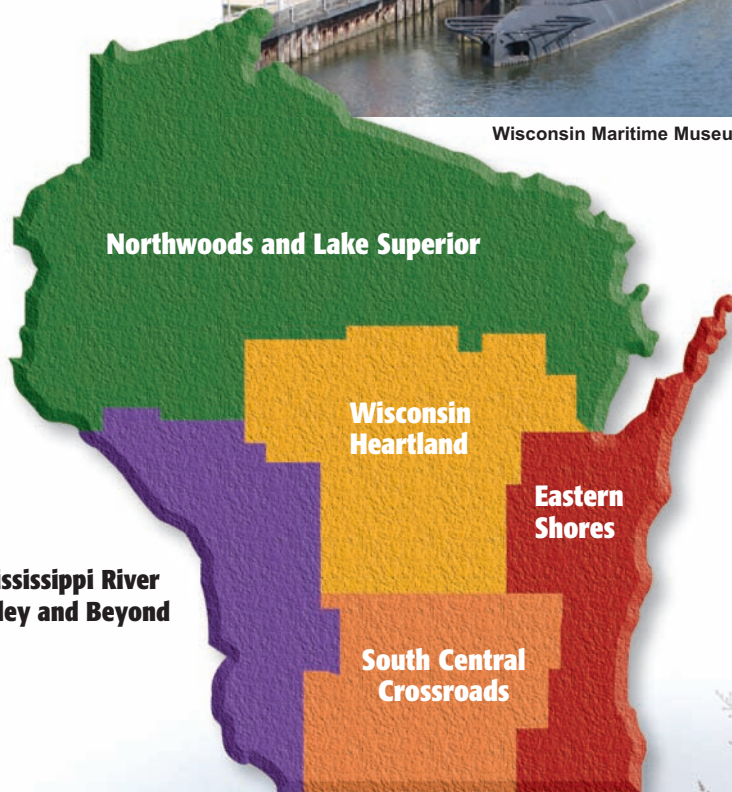 Wisconsin Maritime Museu
Northwoods and Lake Superior
Wisconsin
Heartland
Eastern
Shores
ississippi River
ley and Beyond
South Central
Crossroads